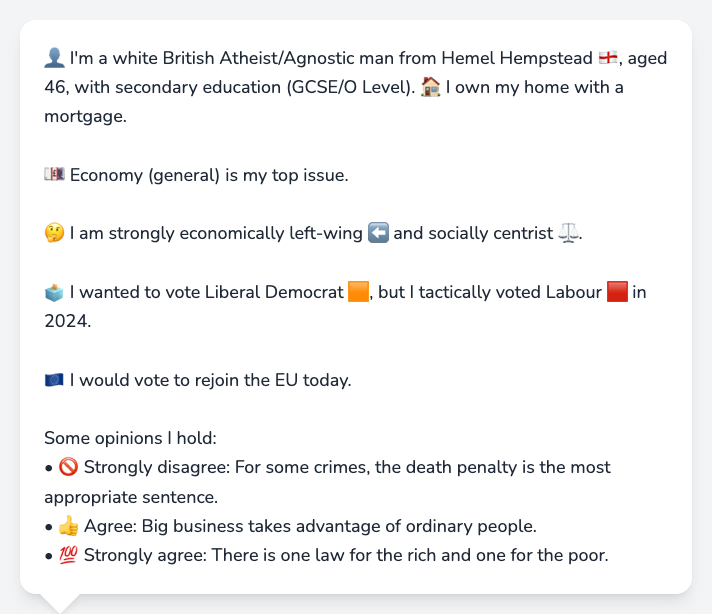 👤 I'm a white British Atheist/Agnostic man from Hemel Hempstead 🏴󠁧󠁢󠁥󠁮󠁧󠁿, aged
46, with secondary education (GCSE/O Level). 🏠 I own my home with a
mortgage.
💷 Economy (general) is my top issue.
🤔 I am strongly economically left-wing ⬅️ and socially centrist ⚖️.
🗳️ I wanted to vote Liberal Democrat 🟧, but I tactically voted Labour 🟥 in
2024.
🇪🇺 I would vote to rejoin the EU today.
Some opinions I hold:
• 🚫 Strongly disagree: For some crimes, the death penalty is the most
appropriate sentence.
• 👍 Agree: Big business takes advantage of ordinary people.
• 💯 Strongly agree: There is one law for the rich and one for the poor.